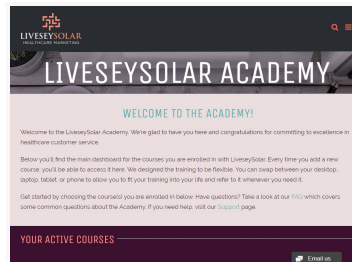 LIVESEYSOLAR
HEALTHCARE MARKETING
LIVESEYSOLAR ACADEMY
WELCOME TO THE ACADEMY!
Welcome to the LiveseySolar Academy. We're glad to have you here and congratulations for committing to excellence in
healthcare customer service.
Below you'll find the main dashboard for the courses you are enrolled in with LiveseySolar. Every time you add a new
course, you'll be able to access it here. We designed the training to be flexible. You can swap between your desktop,
laptop, tablet, or phone to allow you to fit your training into your life and refer to it whenever you need it.
Get started by choosing the course(s) you are enrolled in below. Have questions? Take a look at our FAQ which covers
some common questions about the Academy. If you need help, visit our Support page.
YOUR ACTIVE COURSES
Email us